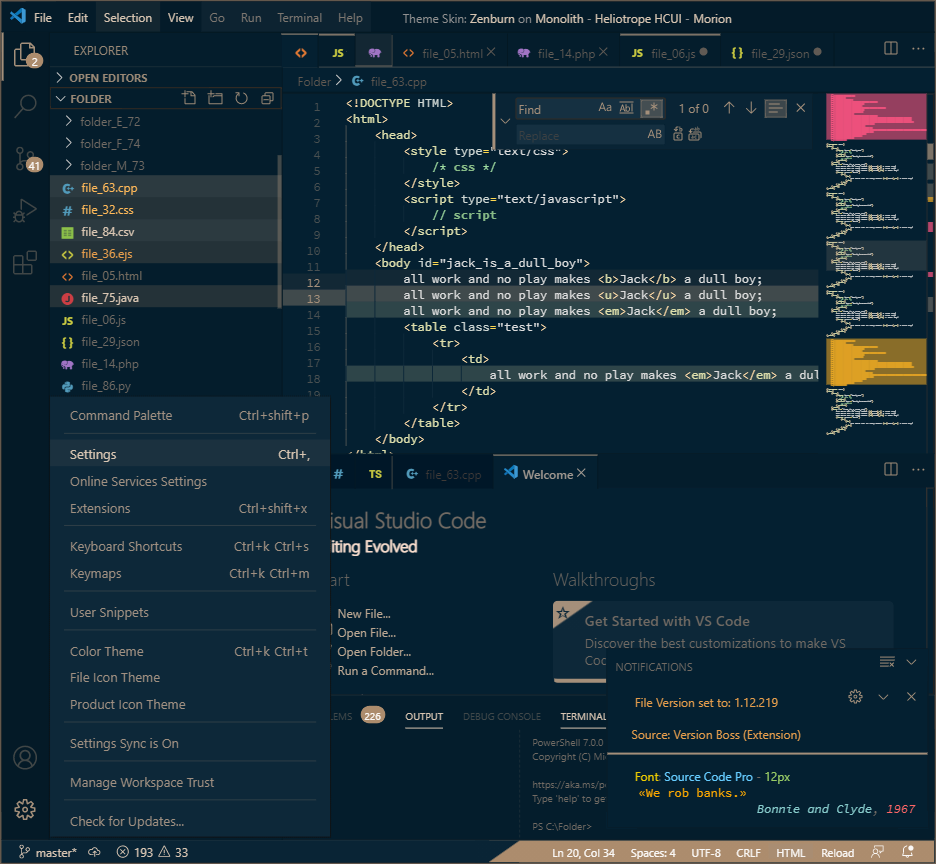 File Edit Selection View Go Run Terminal Help Theme Skin: Zenburn on Monolith - Heliotrope HCUI - Morion
2
41
EXPLORER
OPEN EDITORS
FOLDER
folder_E_72
folder_F_74
folder_M_73
file_63.cpp
file_32.css
file_84.csv
file_36.ejs
file_05.html
file_75.java
JS file_06.js
file_29.json
file_14.php
file_86.py
JS file_05.html file_14.php JS file_06.js {} file_29.json
Folder > file_63.cpp
Find Aa Ab .* 1 of 0
Replace AB
1 <!DOCTYPE HTML>
2 <html>
3 <head>
4 <style type="text/css">
5 /* css */
6 </style>
7 <script type="text/javascript">
8 // script
9 </script>
10 </head>
11 <body id="jack_is_a_dull_boy">
12 all work and no play makes <b>Jack</b> a dull boy;
13 all work and no play makes <u>Jack</u> a dull boy;
14 all work and no play makes <em>Jack</em> a dull boy;
15 <table class="test">
16 <tr>
17 <td>
18 all work and no play makes <em>Jack</em> a dul
19 </td>
</tr>
</table>
</body>
</html>
Command Palette Ctrl+shift+p
Settings Ctrl+,
Online Services Settings
Extensions Ctrl+shift+x
Keyboard Shortcuts Ctrl+k Ctrl+s
Keymaps Ctrl+k Ctrl+m
User Snippets
Color Theme Ctrl+k Ctrl+t
File Icon Theme
Product Icon Theme
Settings Sync is On
Manage Workspace Trust
Check for Updates...
# TS file_63.cpp Welcome
isual Studio Code
iting Evolved
art
New File...
Open File...
Open Folder...
Run a Command...
Walkthroughs
Get Started with VS Code
Discover the best customizations to make VS
Coc
LEMS 226 OUTPUT DEBUG CONSOLE TERMINAL
PowerShell 7.0.0
Copyright (C) Mi
https://aka.ms/p
Type 'help' to ge
PS C:\Folder>
NOTIFICATIONS
File Version set to: 1.12.219
Source: Version Boss (Extension)
Font: Source Code Pro - 12px
«We rob banks.»
Bonnie and Clyde, 1967
master* 193 33 Ln 20, Col 34 Spaces: 4 UTF-8 CRLF HTML Reload